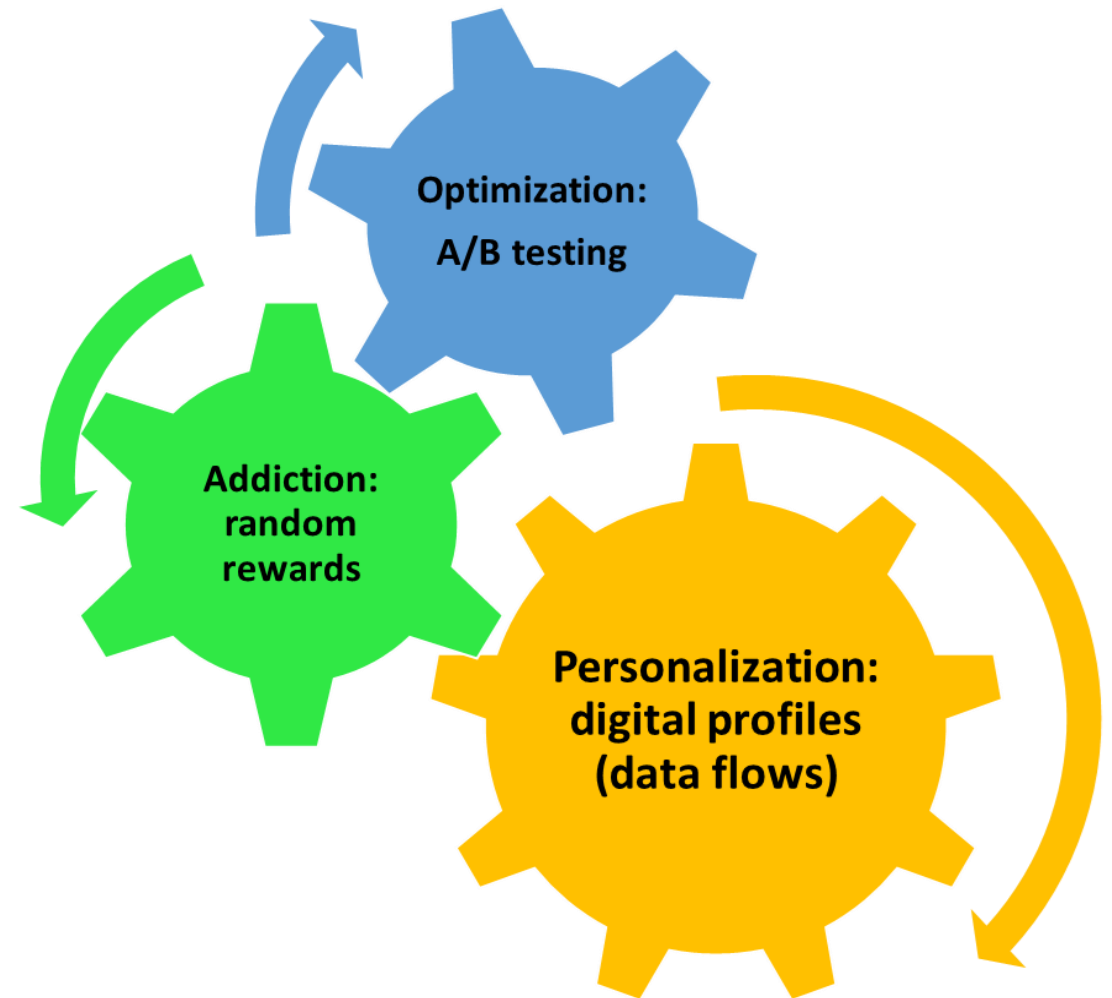 Optimization:
A/B testing
Addiction:
random
rewards
Personalization:
digital profiles
(data flows)